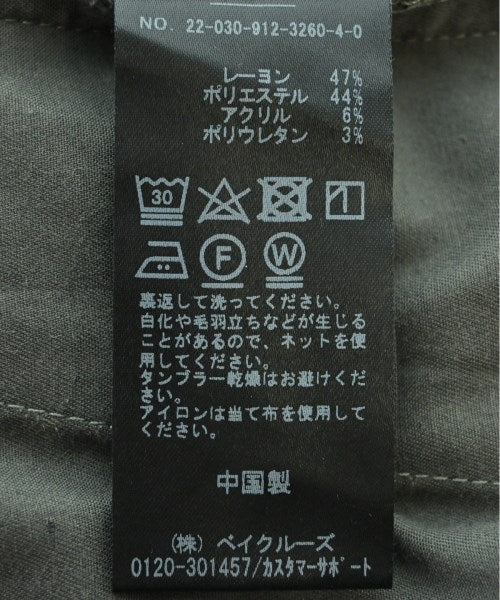 NO. 22-030-912-3260-4-0
レーヨン 47%
ポリエステル 44%
アクリル 6%
ポリウレタン 3%
30
F W
裏返して洗ってください。
白化や毛羽立ちなどが生じる
ことがあるので、ネットを使
用してください。
タンブラー乾燥はお避けくだ
さい。
アイロンは当て布を使用して
ください。
中国製
(株) ベイクルーズ
0120-301457/カスタマーサポート